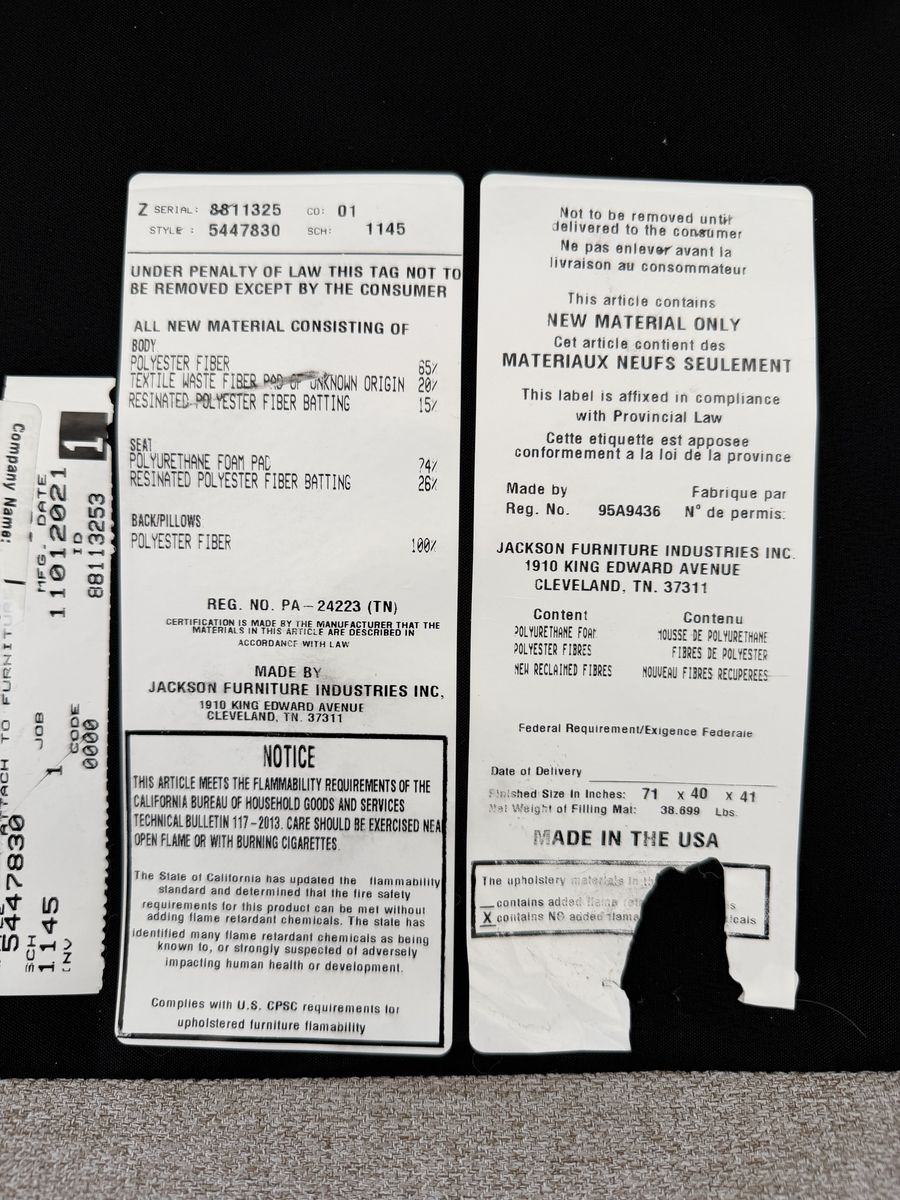 Z SERIAL: 8811325 CO: 01
STYLE : 5447830 SCH: 1145
UNDER PENALTY OF LAW THIS TAG NOT TO
BE REMOVED EXCEPT BY THE CONSUMER
ALL NEW MATERIAL CONSISTING OF
BODY
POLYESTER FIBER 65%
TEXTILE WASTE FIBER PAD OF UNKNOWN ORIGIN 20%
RESINATED POLYESTER FIBER BATTING 15%
SEAT
POLYURETHANE FOAM PAD 74%
RESINATED POLYESTER FIBER BATTING 26%
BACK/PILLOWS
POLYESTER FIBER 100%
REG. NO. PA-24223 (TN)
CERTIFICATION IS MADE BY THE MANUFACTURER THAT THE
MATERIALS IN THIS ARTICLE ARE DESCRIBED IN
ACCORDANCE WITH LAW
MADE BY
JACKSON FURNITURE INDUSTRIES INC,
1910 KING EDWARD AVENUE
CLEVELAND, TN. 37311
NOTICE
THIS ARTICLE MEETS THE FLAMMABILITY REQUIREMENTS OF THE
CALIFORNIA BUREAU OF HOUSEHOLD GOODS AND SERVICES
TECHNICAL BULLETIN 117-2013. CARE SHOULD BE EXERCISED NEA
OPEN FLAME OR WITH BURNING CIGARETTES.
The State of California has updated the flammability
standard and determined that the fire safety
requirements for this product can be met without
adding flame retardant chemicals. The state has
identified many flame retardant chemicals as being
known to, or strongly suspected of adversely
impacting human health or development.
Complies with U.S. CPSC requirements for
upholstered furniture flamability
Not to be removed until
delivered to the consumer
Ne pas enlever avant la
livraison au consommateur
This article contains
NEW MATERIAL ONLY
Cet article contient des
MATERIAUX NEUFS SEULEMENT
This label is affixed in compliance
with Provincial Law
Cette etiquette est apposee
conformement a la loi de la province
Made by Fabrique par
Reg. No. 95A9436 N° de permis:
JACKSON FURNITURE INDUSTRIES INC.
1910 KING EDWARD AVENUE
CLEVELAND, TN. 37311
Content Contenu
POLYURETHANE FOAM MOUSSE DE POLYURETHANE
POLYESTER FIBRES FIBRES DE POLYESTER
NEW RECLAIMED FIBRES NOUVEAU FIBRES RECUPEREES
Federal Requirement/Exigence Federale
Date of Delivery
Finished Size In Inches: 71 x 40 x 41
Net Weight of Filling Mat: 38.699 Lbs.
MADE IN THE USA
The upholstery materials in th
contains added flame reta
X contains NO added flama icals
Company Name:
ATTACH TO FURNITUR
1
MFG. DATE
11012021
ID
88113253
JOB
1
CODE
0000
5447830
SCH
1145
INV